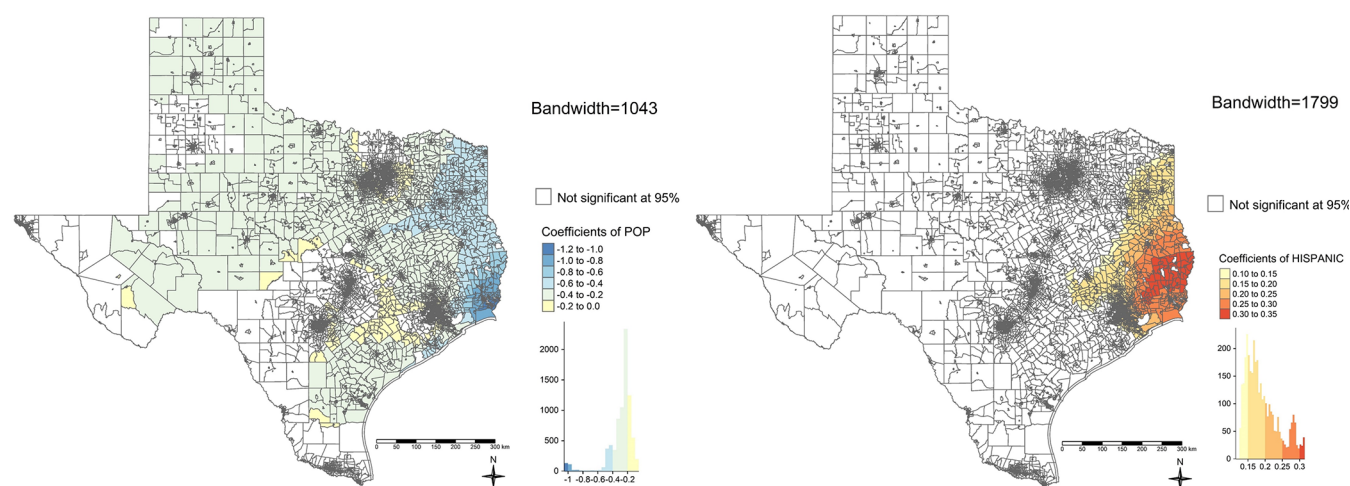 Bandwidth=1043
Not significant at 95%
Coefficients of POP
-1.2 to -1.0
-1.0 to -0.8
-0.8 to -0.6
-0.6 to -0.4
-0.4 to -0.2
-0.2 to 0.0
2000
1500
1000
500
0
-1 -0.8 -0.6 -0.4 -0.2
0 50 100 150 200 250 300 km
N
Bandwidth=1799
Not significant at 95%
Coefficients of HISPANIC
0.10 to 0.15
0.15 to 0.20
0.20 to 0.25
0.25 to 0.30
0.30 to 0.35
200
150
100
50
0
0.15 0.2 0.25 0.3
0 50 100 150 200 250 300 km
N